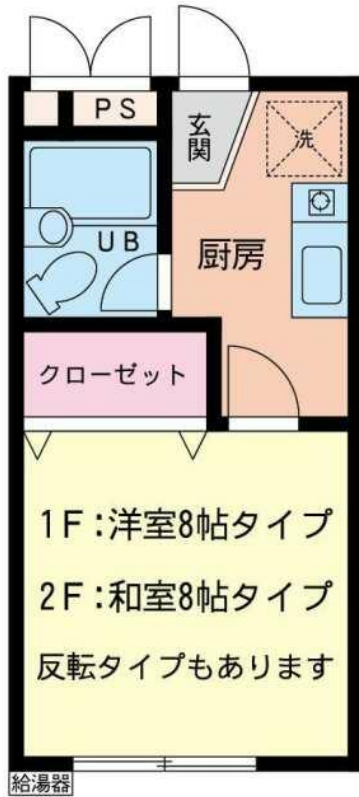 PS
玄関
洗
UB
厨房
クローゼット
1F:洋室8帖タイプ
2F:和室8帖タイプ
反転タイプもあります
給湯器